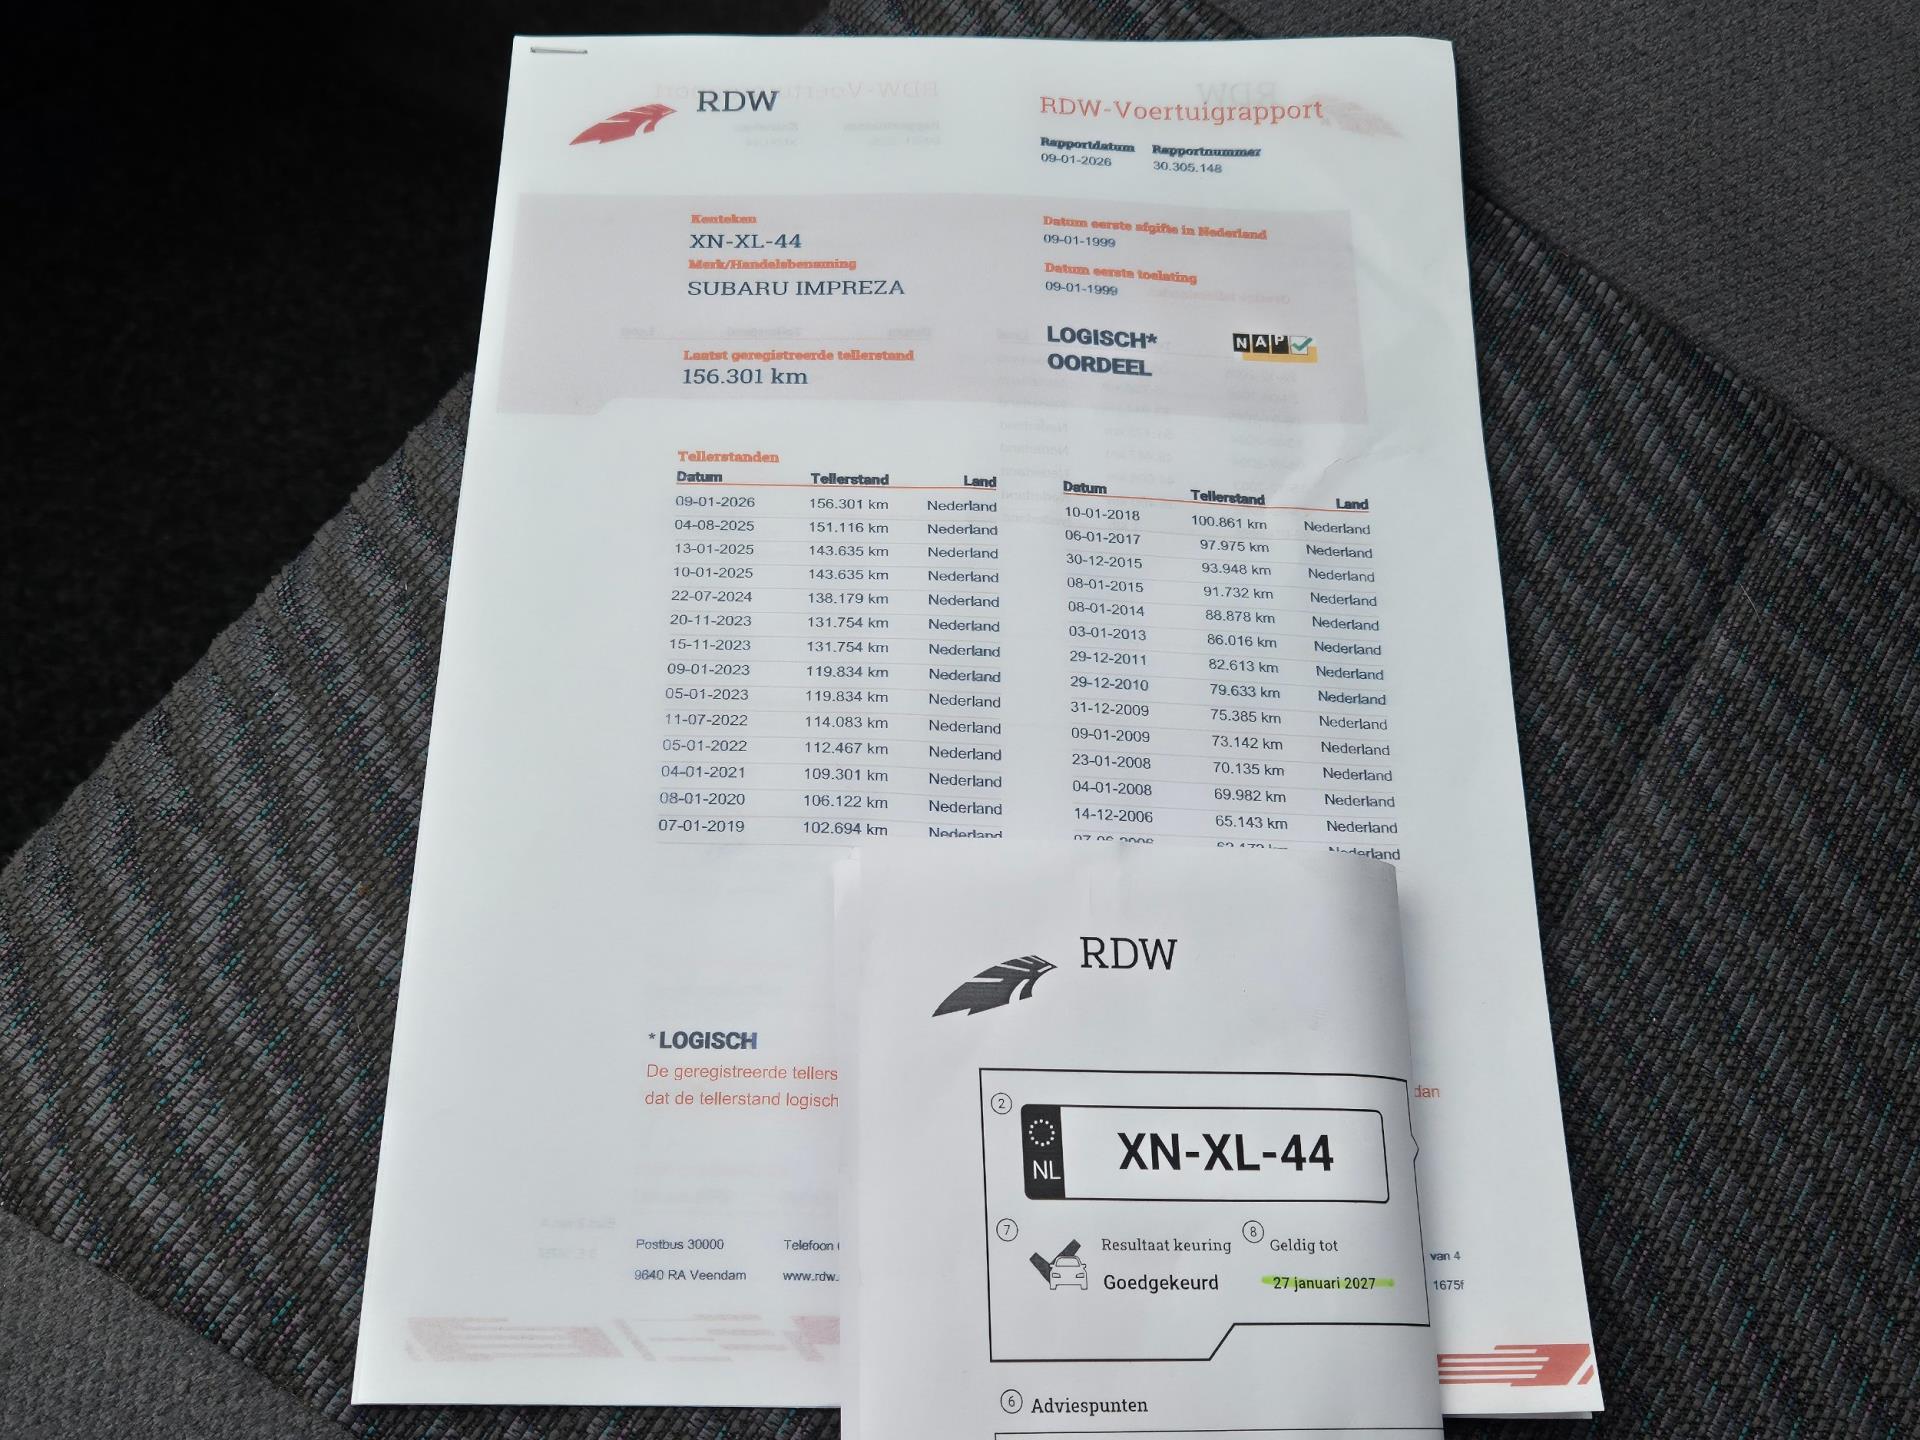 RDW
RDW-Voertuigrapport
Rapportdatum Rapportnummer
09-01-2026 30.305.148
Kenteken
XN-XL-44
Merk/Handelsbenaming
SUBARU IMPREZA
Laatst geregistreerde tellerstand
156.301 km
Datum eerste afgifte in Nederland
09-01-1999
Datum eerste toelating
09-01-1999
LOGISCH*
OORDEEL
NAP
Tellerstanden
Datum Tellerstand Land
09-01-2026 156.301 km Nederland
04-08-2025 151.116 km Nederland
13-01-2025 143.635 km Nederland
10-01-2025 143.635 km Nederland
22-07-2024 138.179 km Nederland
20-11-2023 131.754 km Nederland
15-11-2023 131.754 km Nederland
09-01-2023 119.834 km Nederland
05-01-2023 119.834 km Nederland
11-07-2022 114.083 km Nederland
05-01-2022 112.467 km Nederland
04-01-2021 109.301 km Nederland
08-01-2020 106.122 km Nederland
07-01-2019 102.694 km Nederland
Datum Tellerstand Land
10-01-2018 100.861 km Nederland
06-01-2017 97.975 km Nederland
30-12-2015 93.948 km Nederland
08-01-2015 91.732 km Nederland
08-01-2014 88.878 km Nederland
03-01-2013 86.016 km Nederland
29-12-2011 82.613 km Nederland
29-12-2010 79.633 km Nederland
31-12-2009 75.385 km Nederland
09-01-2009 73.142 km Nederland
23-01-2008 70.135 km Nederland
04-01-2008 69.982 km Nederland
14-12-2006 65.143 km Nederland
Nederland
*LOGISCH
De geregistreerde tellers
dan
dat de tellerstand logisch
Postbus 30000 Telefoon
9640 RA Veendam www.rdw.
van 4
1675f
RDW
2
NL
XN-XL-44
7 Resultaat keuring
Goedgekeurd
8 Geldig tot
27 januari 2027
6 Adviespunten